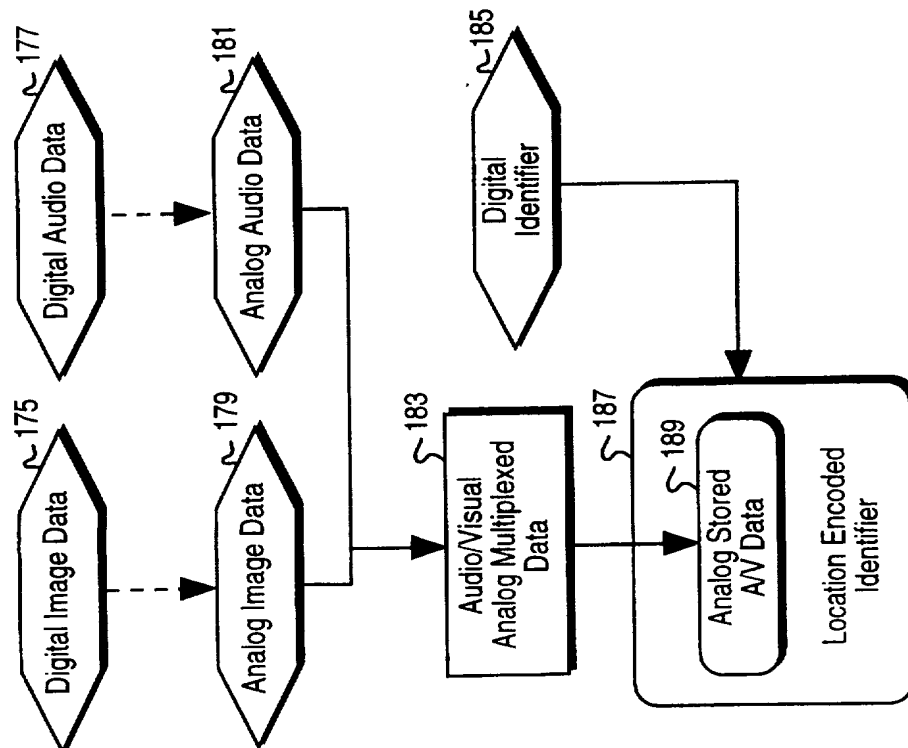 Digital Image Data
175
Digital Audio Data
177
Analog Image Data
179
Analog Audio Data
181
Audio/Visual
Analog Multiplexed
Data
183
Digital
Identifier
185
187
Analog Stored
A/V Data
189
Location Encoded
Identifier